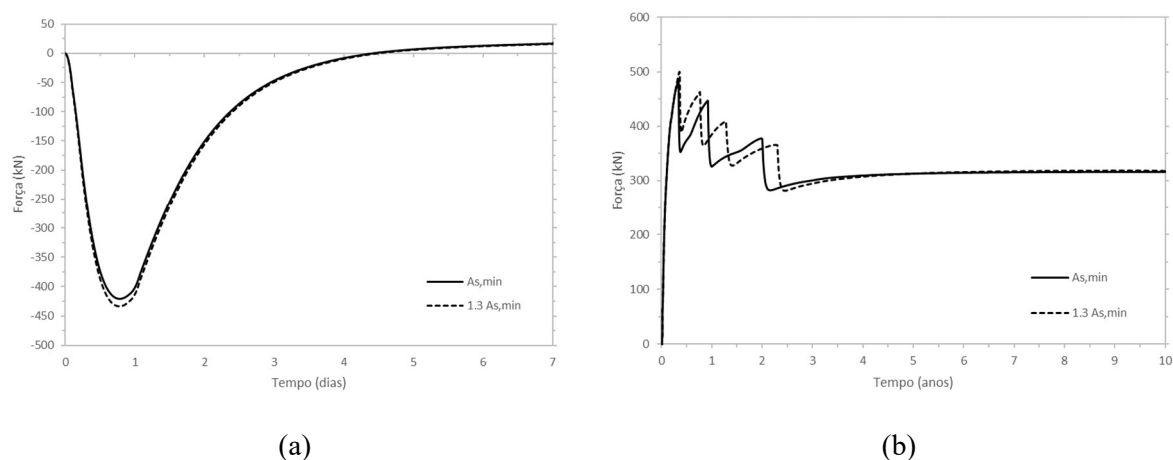 50
0
-50
-100
-150
-200
-250
-300
-350
-400
-450
-500
Força (kN)
0 1 2 3 4 5 6 7
Tempo (dias)
As,min
1.3 As,min
(a)
600
500
400
300
200
100
0
Força (kN)
0 1 2 3 4 5 6 7 8 9 10
Tempo (anos)
As,min
1.3 As,min
(b)